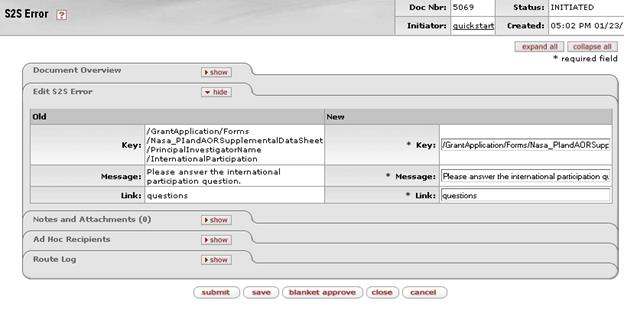 S2S Error ?
Doc Nbr: 5069 Status: INITIATED
Initiator: quickstart Created: 05:02 PM 01/23/
expand all collapse all
* required field
Document Overview show
Edit S2S Error hide
Old New
Key: /GrantApplication/Forms
/Nasa_PIandAORSupplementalDataSheet
/PrincipalInvestigatorName
/InternationalParticipation
* Key: /GrantApplication/Forms/Nasa_PIandAORSupp
Message: Please answer the international
participation question.
* Message: Please answer the international participation qu
Link: questions * Link: questions
Notes and Attachments (0) show
Ad Hoc Recipients show
Route Log show
submit save blanket approve close cancel